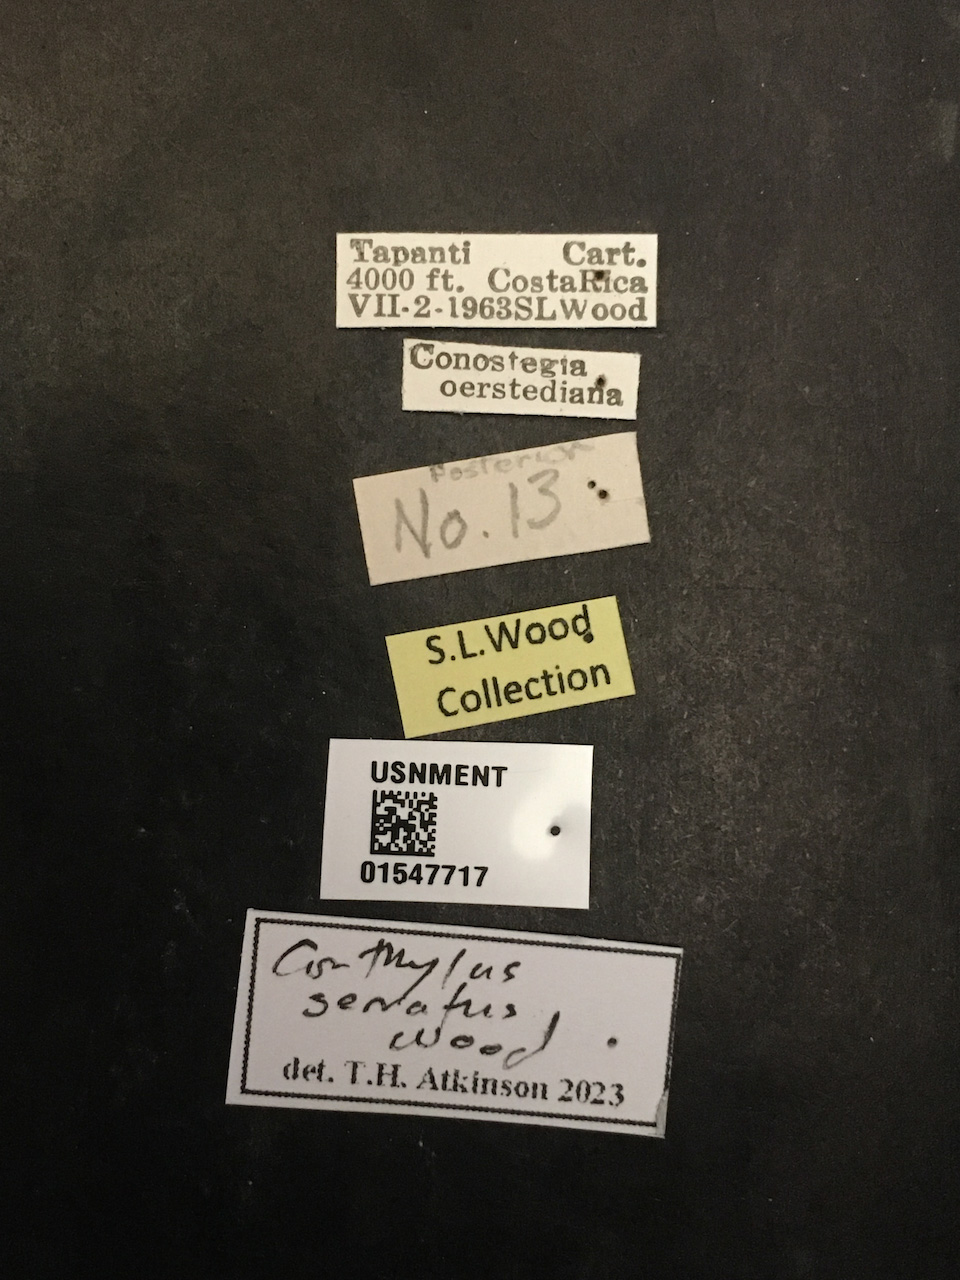 Tapanti Cart.
4000 ft. CostaRica
VII-2-1963SLWood
Conostegia
oerstediana
Posterior
No. 13
S.L.Wood
Collection
USNMENT
01547717
Corthylus
serratus
Wood
det. T.H. Atkinson 2023